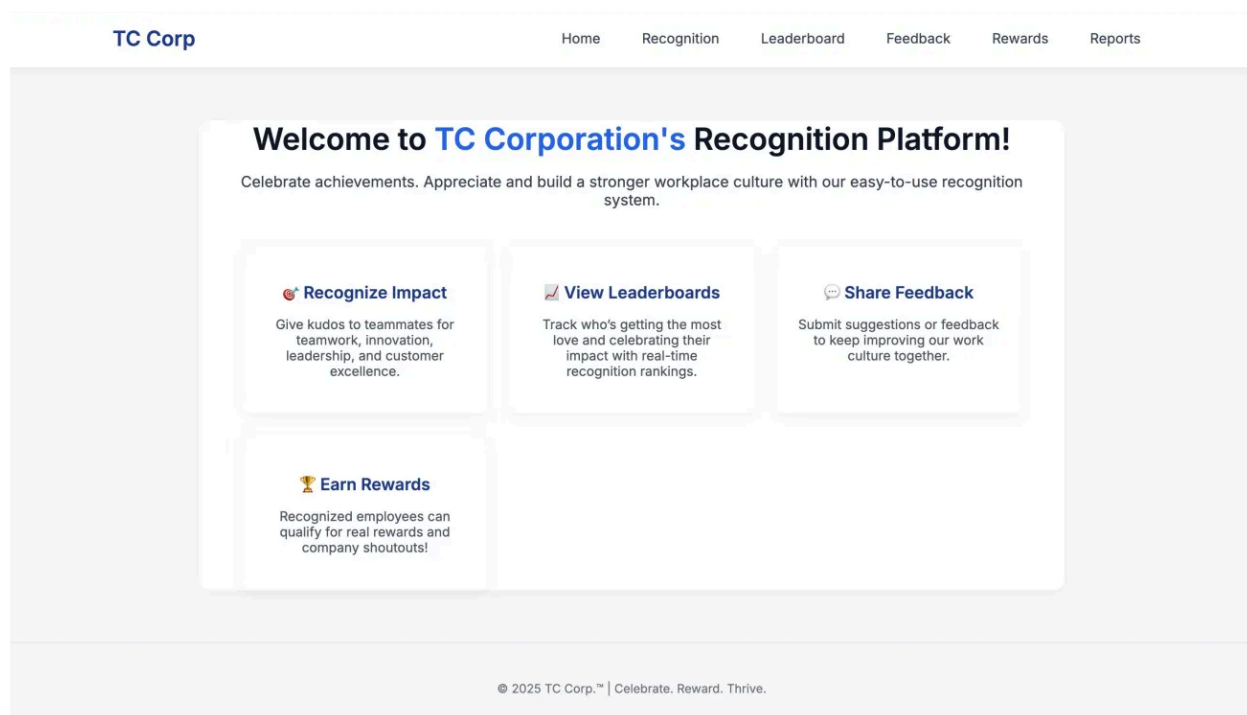 TC Corp
Home Recognition Leaderboard Feedback Rewards Reports
Welcome to TC Corporation's Recognition Platform!
Celebrate achievements. Appreciate and build a stronger workplace culture with our easy-to-use recognition
system.
🎯 Recognize Impact
Give kudos to teammates for
teamwork, innovation,
leadership, and customer
excellence.
📈 View Leaderboards
Track who's getting the most
love and celebrating their
impact with real-time
recognition rankings.
💬 Share Feedback
Submit suggestions or feedback
to keep improving our work
culture together.
🏆 Earn Rewards
Recognized employees can
qualify for real rewards and
company shoutouts!
© 2025 TC Corp.™ | Celebrate. Reward. Thrive.